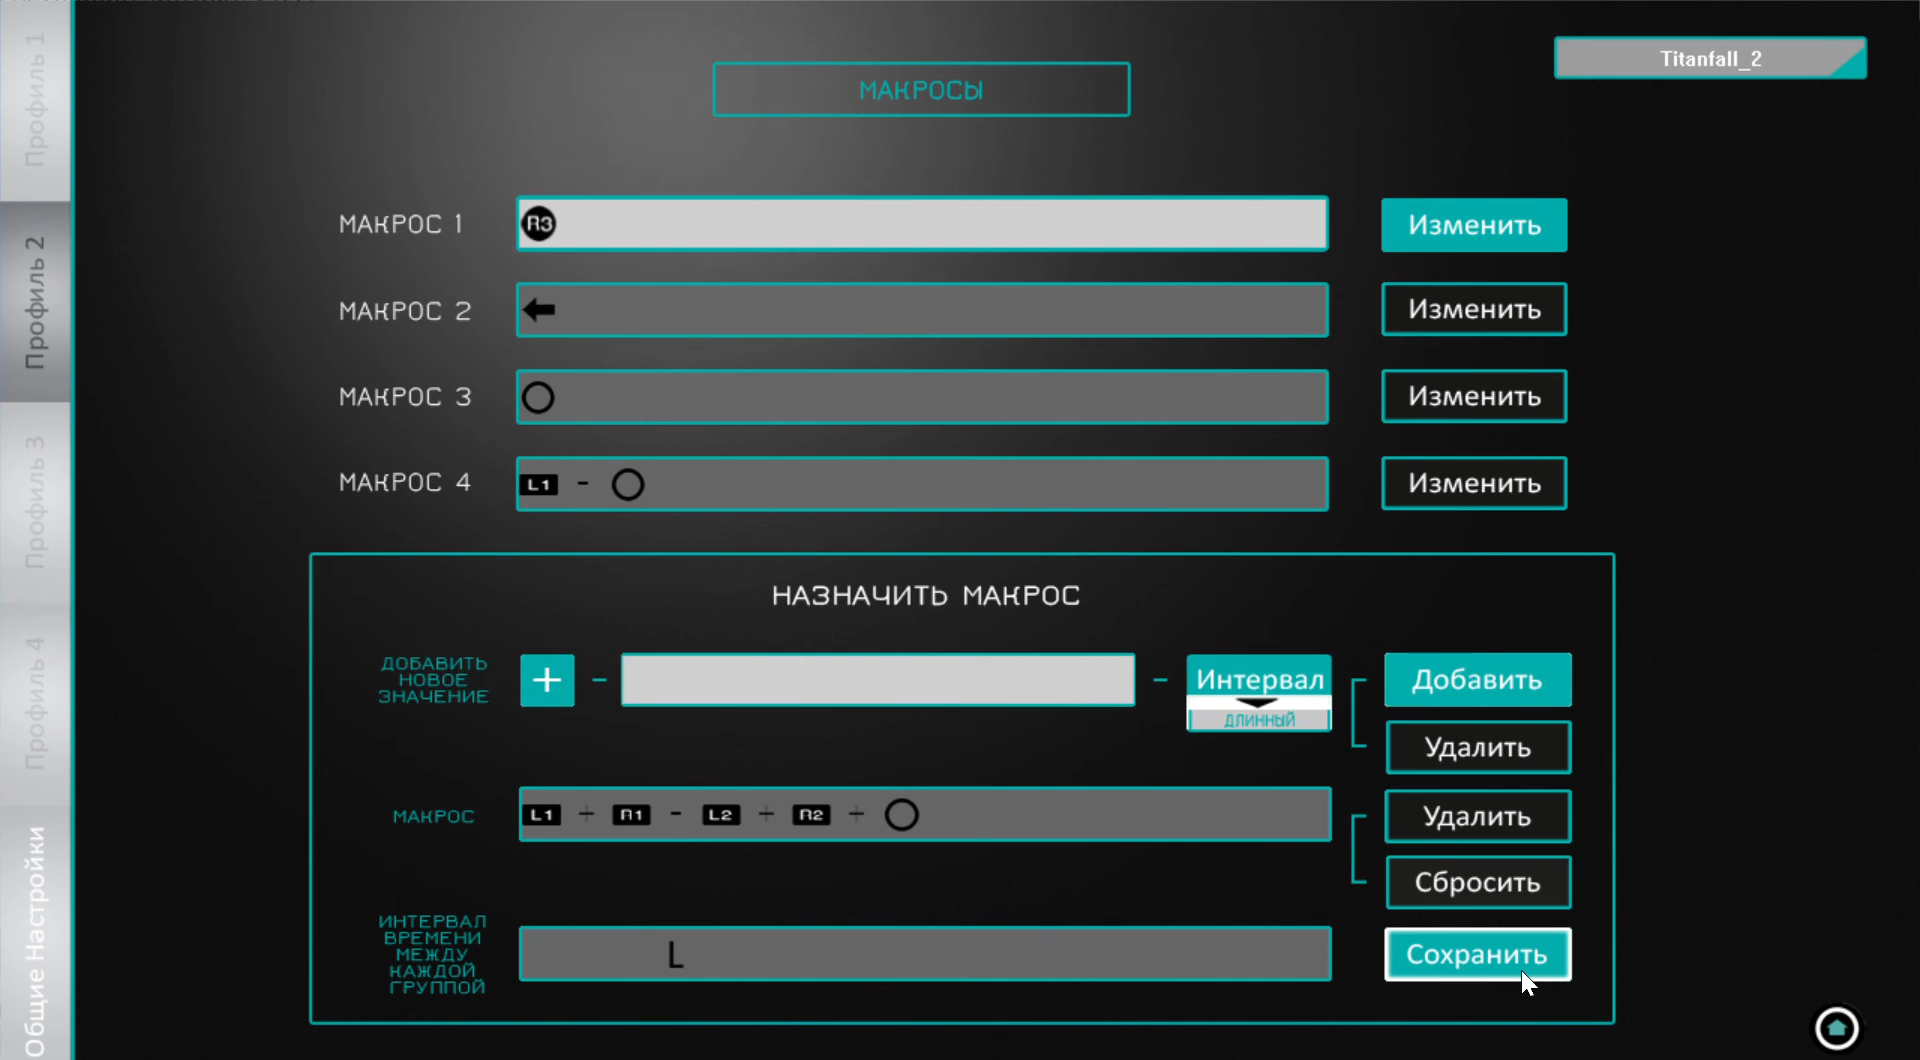 Профиль 1
Профиль 2
Профиль 3
Профиль 4
Общие Настройки
Titanfall_2
МАКРОСЫ
МАКРОС 1
R3
Изменить
МАКРОС 2
Изменить
МАКРОС 3
Изменить
МАКРОС 4
L1 -
Изменить
НАЗНАЧИТЬ МАКРОС
ДОБАВИТЬ
НОВОЕ
ЗНАЧЕНИЕ
+ -
- Интервал
ДЛИННЫЙ
Добавить
Удалить
МАКРОС
L1 + R1 - L2 + R2 +
Удалить
Сбросить
ИНТЕРВАЛ
ВРЕМЕНИ
МЕЖДУ
КАЖДОЙ
ГРУППОЙ
L
Сохранить